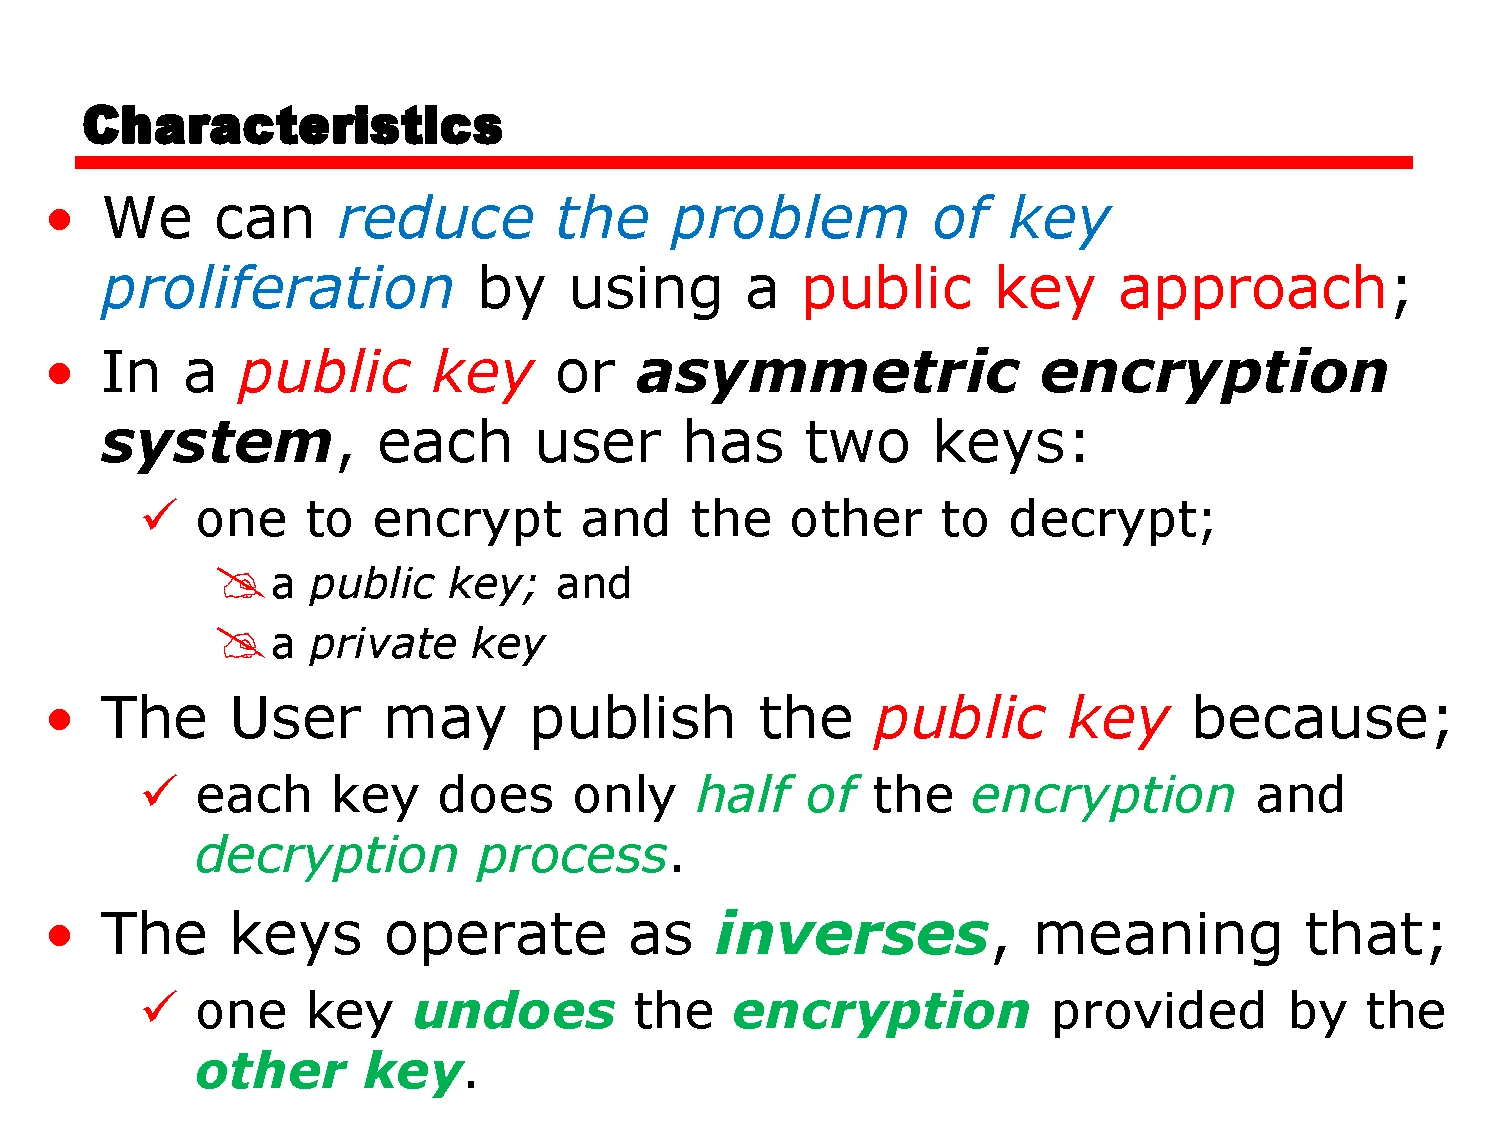 Characteristics
• We can reduce the problem of key
proliferation by using a public key approach;
• In a public key or asymmetric encryption
system, each user has two keys:
✓ one to encrypt and the other to decrypt;
a public key; and
a private key
• The User may publish the public key because;
✓ each key does only half of the encryption and
decryption process.
• The keys operate as inverses, meaning that;
✓ one key undoes the encryption provided by the
other key.